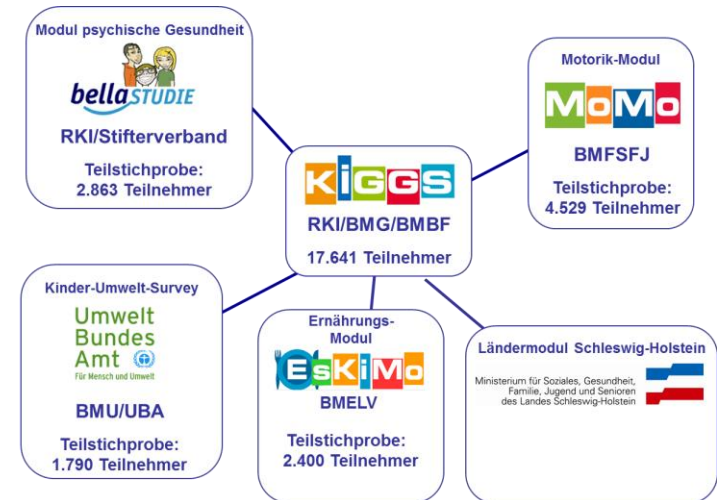 Modul psychische Gesundheit
bellaSTUDIE
RKI/Stifterverband
Teilstichprobe:
2.863 Teilnehmer
Motorik-Modul
MoMo
BMFSFJ
Teilstichprobe:
4.529 Teilnehmer
KiGGS
RKI/BMG/BMBF
17.641 Teilnehmer
Kinder-Umwelt-Survey
Umwelt
Bundes
Amt
Für Mensch und Umwelt
BMU/UBA
Teilstichprobe:
1.790 Teilnehmer
Ernährungs-
Modul
EsKiMo
BMELV
Teilstichprobe:
2.400 Teilnehmer
Ländermodul Schleswig-Holstein
Ministerium für Soziales, Gesundheit,
Familie, Jugend und Senioren
des Landes Schleswig-Holstein